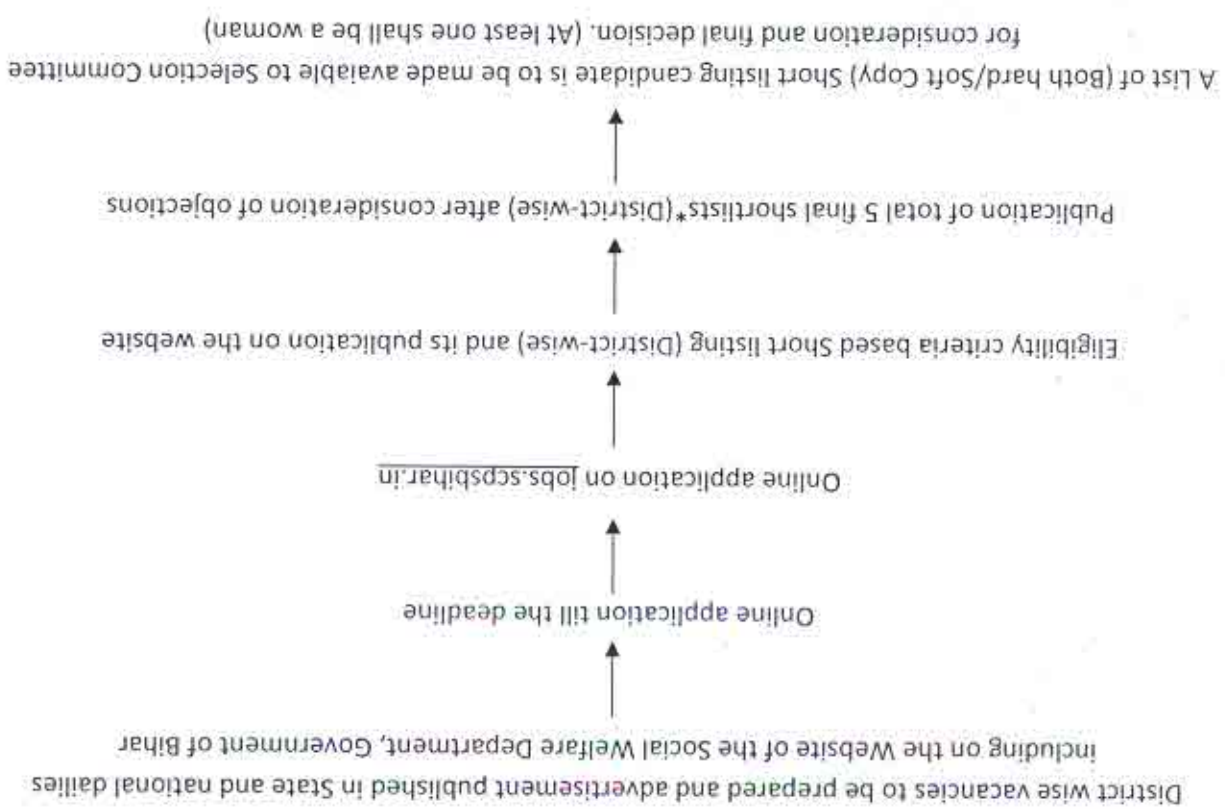 District wise vacancies to be prepared and advertisement published in State and national dailies
including on the Website of the Social Welfare Department, Government of Bihar
Online application till the deadline
Online application on jobs.scpsbihar.in
Eligibility criteria based Short listing (District-wise) and its publication on the website
Publication of total 5 final shortlists*(District-wise) after consideration of objections
A List of (Both hard/Soft Copy) Short listing candidate is to be made avaiable to Selection Committee
for consideration and final decision. (At least one shall be a woman)